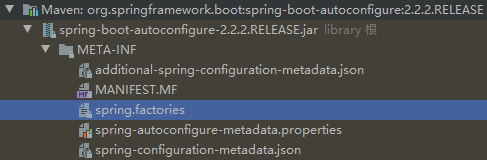 Maven: org.springframework.boot:spring-boot-autoconfigure:2.2.2.RELEASE
spring-boot-autoconfigure-2.2.2.RELEASE.jar library 根
META-INF
additional-spring-configuration-metadata.json
MF MANIFEST.MF
spring.factories
spring-autoconfigure-metadata.properties
spring-configuration-metadata.json